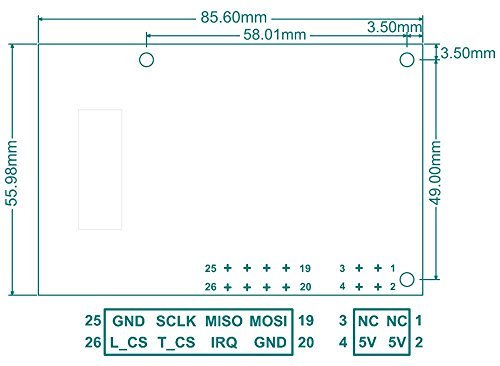 85.60mm
58.01mm
3.50mm
3.50mm
55.98mm
49.00mm
25 + + + + 19 3 + + 1
26 + + + + 20 4 + + 2
25 GND SCLK MISO MOSI 19 3 NC NC 1
26 L_CS T_CS IRQ GND 20 4 5V 5V 2